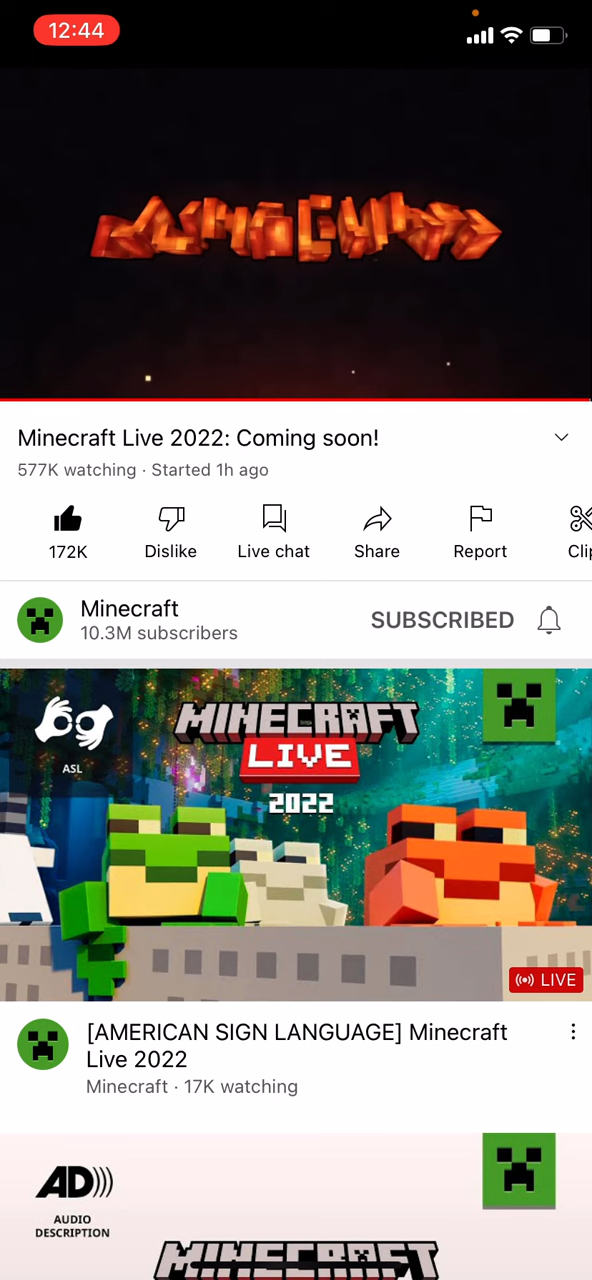 12:44
Minecraft Live 2022: Coming soon!
577K watching · Started 1h ago
172K
Dislike
Live chat
Share
Report
Clip
Minecraft
10.3M subscribers
SUBSCRIBED
ASL
MINECRAFT
LIVE
2022
LIVE
[AMERICAN SIGN LANGUAGE] Minecraft
Live 2022
Minecraft · 17K watching
AD
AUDIO
DESCRIPTION
MINECRAFT